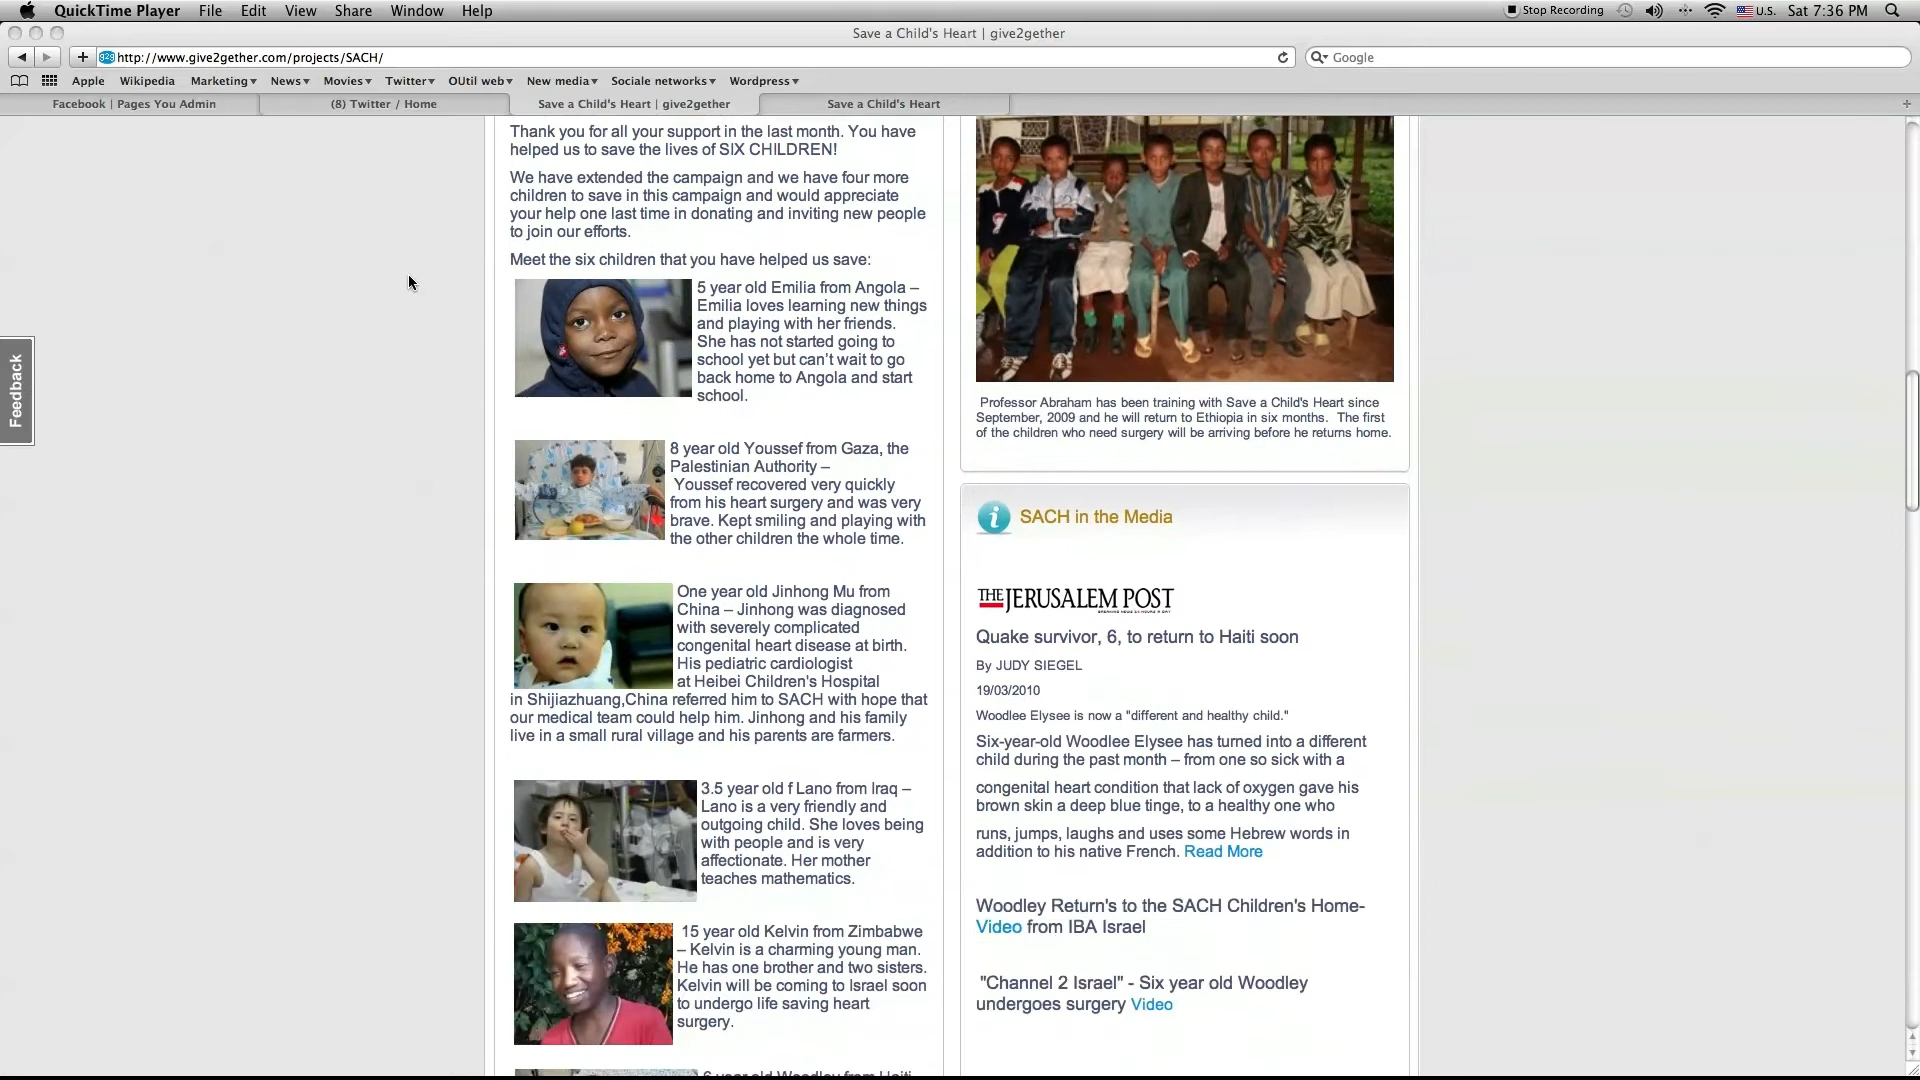 QuickTime Player File Edit View Share Window Help
Stop Recording U.S. Sat 7:36 PM
Save a Child's Heart | give2gether
http://www.give2gether.com/projects/SACH/
Google
Apple Wikipedia Marketing News Movies Twitter OUtil web New media Sociale networks Wordpress
Facebook | Pages You Admin
(8) Twitter / Home
Save a Child's Heart | give2gether
Save a Child's Heart
Feedback
Thank you for all your support in the last month. You have
helped us to save the lives of SIX CHILDREN!
We have extended the campaign and we have four more
children to save in this campaign and would appreciate
your help one last time in donating and inviting new people
to join our efforts.
Meet the six children that you have helped us save:
5 year old Emilia from Angola –
Emilia loves learning new things
and playing with her friends.
She has not started going to
school yet but can't wait to go
back home to Angola and start
school.
8 year old Youssef from Gaza, the
Palestinian Authority –
Youssef recovered very quickly
from his heart surgery and was very
brave. Kept smiling and playing with
the other children the whole time.
One year old Jinhong Mu from
China – Jinhong was diagnosed
with severely complicated
congenital heart disease at birth.
His pediatric cardiologist
at Heibei Children's Hospital
in Shijiazhuang,China referred him to SACH with hope that
our medical team could help him. Jinhong and his family
live in a small rural village and his parents are farmers.
3.5 year old f Lano from Iraq –
Lano is a very friendly and
outgoing child. She loves being
with people and is very
affectionate. Her mother
teaches mathematics.
15 year old Kelvin from Zimbabwe
– Kelvin is a charming young man.
He has one brother and two sisters.
Kelvin will be coming to Israel soon
to undergo life saving heart
surgery.
6 year old Woodley from Haiti
Professor Abraham has been training with Save a Child's Heart since
September, 2009 and he will return to Ethiopia in six months. The first
of the children who need surgery will be arriving before he returns home.
SACH in the Media
THE JERUSALEM POST
Quake survivor, 6, to return to Haiti soon
By JUDY SIEGEL
19/03/2010
Woodlee Elysee is now a "different and healthy child."
Six-year-old Woodlee Elysee has turned into a different
child during the past month – from one so sick with a
congenital heart condition that lack of oxygen gave his
brown skin a deep blue tinge, to a healthy one who
runs, jumps, laughs and uses some Hebrew words in
addition to his native French. Read More
Woodley Return's to the SACH Children's Home-
Video from IBA Israel
"Channel 2 Israel" - Six year old Woodley
undergoes surgery Video